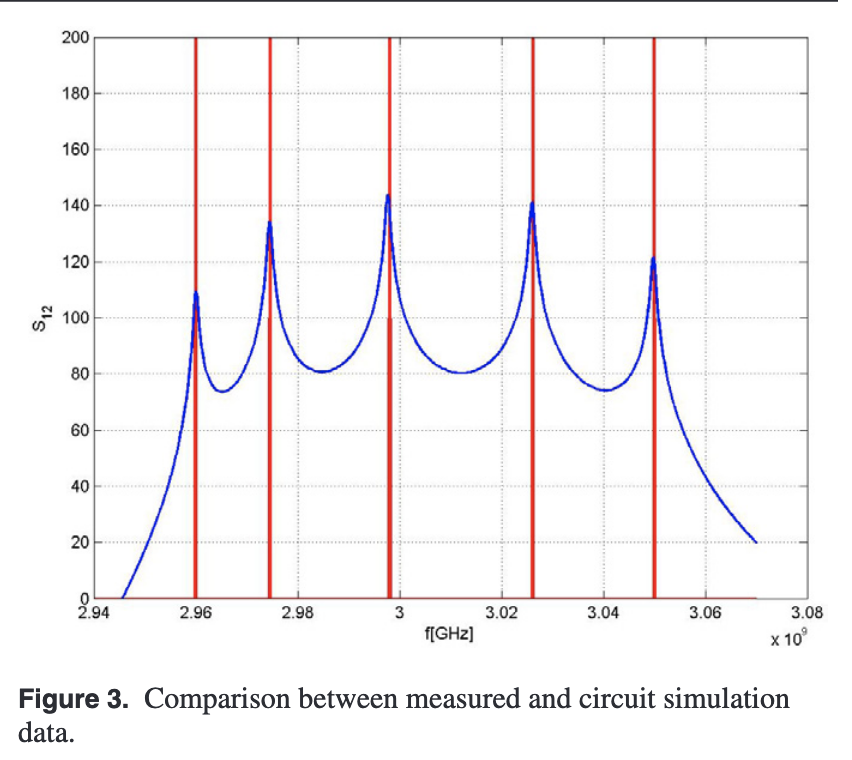 200
180
160
140
120
100
80
60
40
20
0
S12
2.94 2.96 2.98 3 3.02 3.04 3.06 3.08
f[GHz]
x 10^9
Figure 3. Comparison between measured and circuit simulation
data.